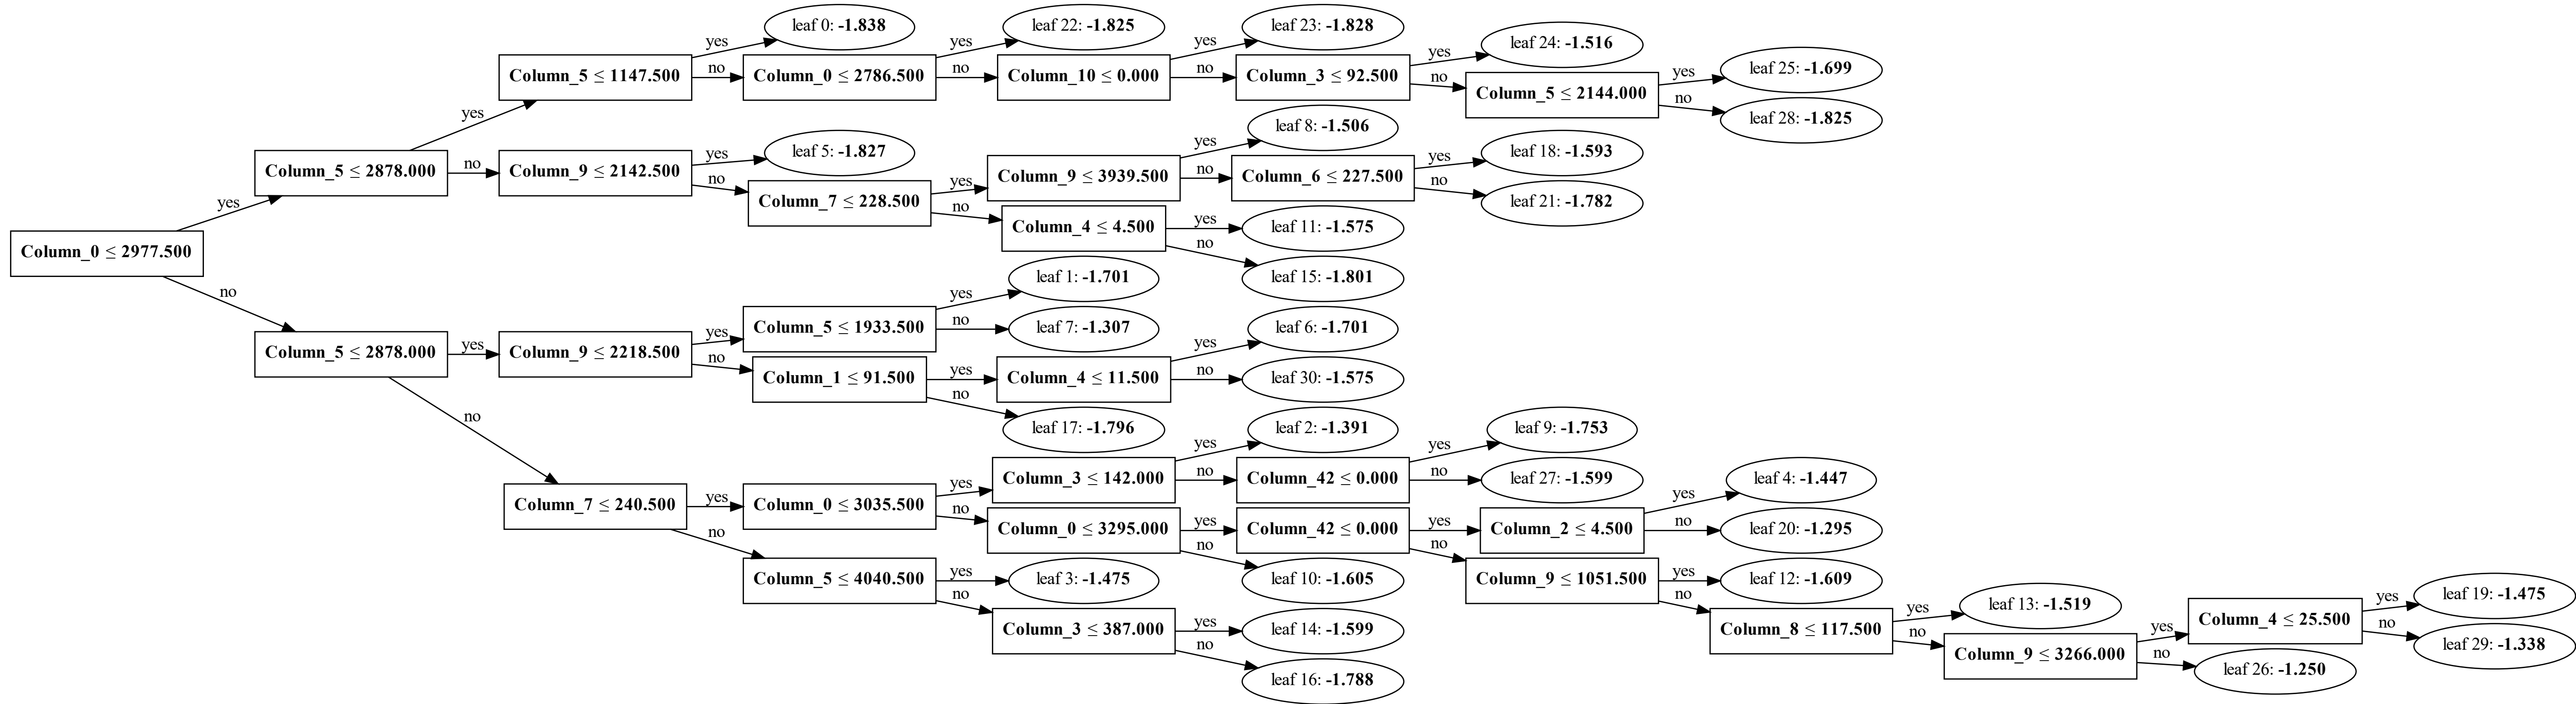 Column_0 ≤ 2977.500
yes
no
Column_5 ≤ 2878.000
yes
no
Column_5 ≤ 1147.500
yes
no
leaf 0: -1.838
Column_0 ≤ 2786.500
yes
no
leaf 22: -1.825
Column_10 ≤ 0.000
yes
no
leaf 23: -1.828
Column_3 ≤ 92.500
yes
no
leaf 24: -1.516
Column_5 ≤ 2144.000
yes
no
leaf 25: -1.699
leaf 28: -1.825
Column_9 ≤ 2142.500
yes
no
leaf 5: -1.827
Column_7 ≤ 228.500
yes
no
Column_9 ≤ 3939.500
yes
no
leaf 8: -1.506
Column_6 ≤ 227.500
yes
no
leaf 18: -1.593
leaf 21: -1.782
Column_4 ≤ 4.500
yes
no
leaf 11: -1.575
leaf 15: -1.801
Column_5 ≤ 2878.000
yes
no
Column_9 ≤ 2218.500
yes
no
Column_5 ≤ 1933.500
yes
no
leaf 1: -1.701
leaf 7: -1.307
Column_1 ≤ 91.500
yes
no
Column_4 ≤ 11.500
yes
no
leaf 6: -1.701
leaf 30: -1.575
leaf 17: -1.796
Column_7 ≤ 240.500
yes
no
Column_0 ≤ 3035.500
yes
no
Column_3 ≤ 142.000
yes
no
leaf 2: -1.391
Column_42 ≤ 0.000
yes
no
leaf 9: -1.753
leaf 27: -1.599
Column_0 ≤ 3295.000
yes
no
Column_42 ≤ 0.000
yes
no
Column_2 ≤ 4.500
yes
no
leaf 4: -1.447
leaf 20: -1.295
Column_9 ≤ 1051.500
yes
no
leaf 12: -1.609
Column_8 ≤ 117.500
yes
no
leaf 13: -1.519
Column_9 ≤ 3266.000
yes
no
Column_4 ≤ 25.500
yes
no
leaf 19: -1.475
leaf 29: -1.338
leaf 26: -1.250
leaf 10: -1.605
Column_5 ≤ 4040.500
yes
no
leaf 3: -1.475
Column_3 ≤ 387.000
yes
no
leaf 14: -1.599
leaf 16: -1.788